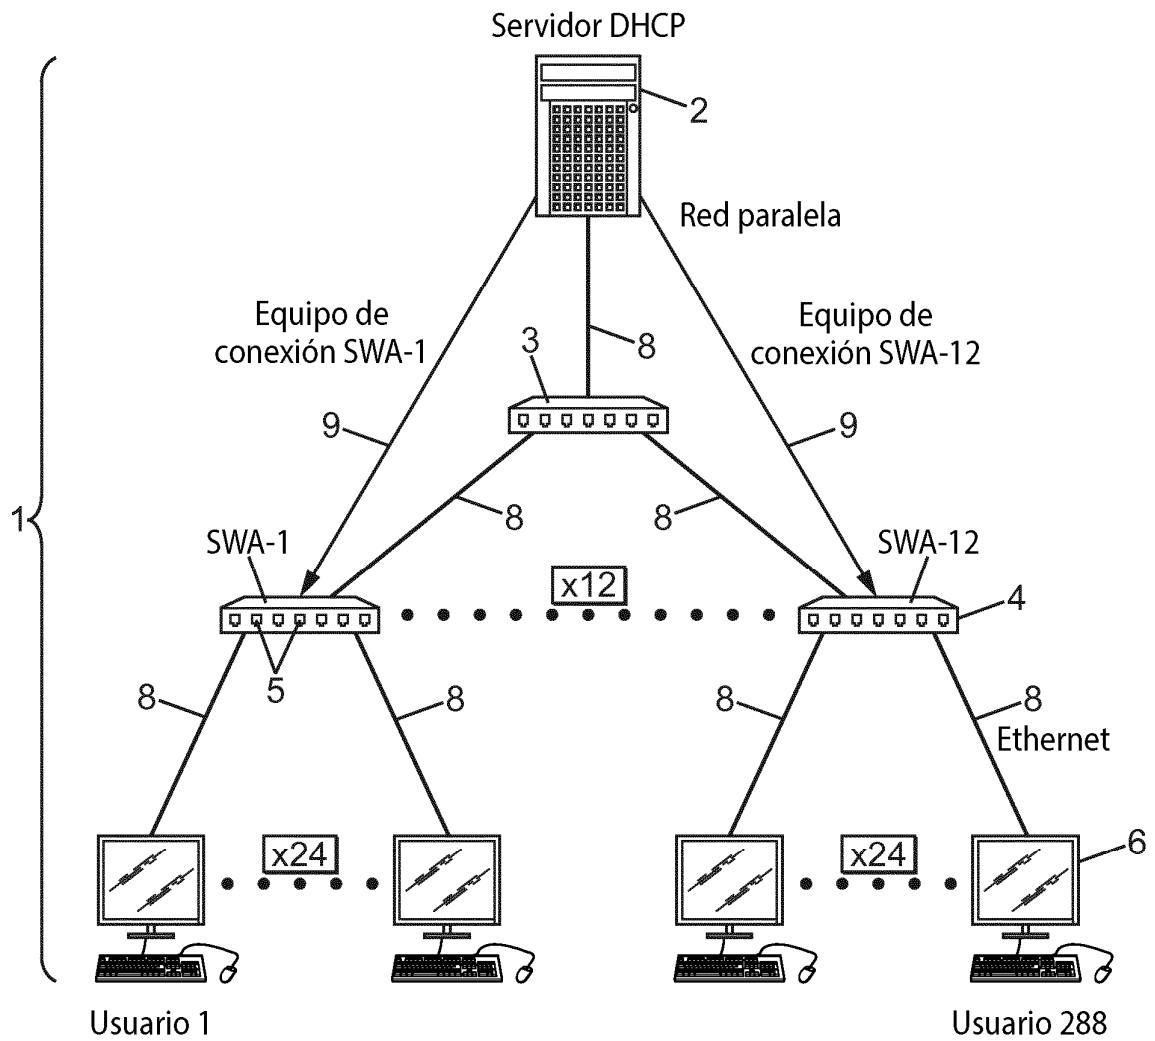 Servidor DHCP
2
Red paralela
Equipo de
conexión SWA-1
3
8
Equipo de
conexión SWA-12
9
9
1
8
8
SWA-1
x12
SWA-12
4
5
8
8
8
8
Ethernet
x24
x24
6
Usuario 1
Usuario 288